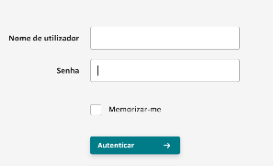 Nome de utilizador
Senha
Memorizar-me
Autenticar